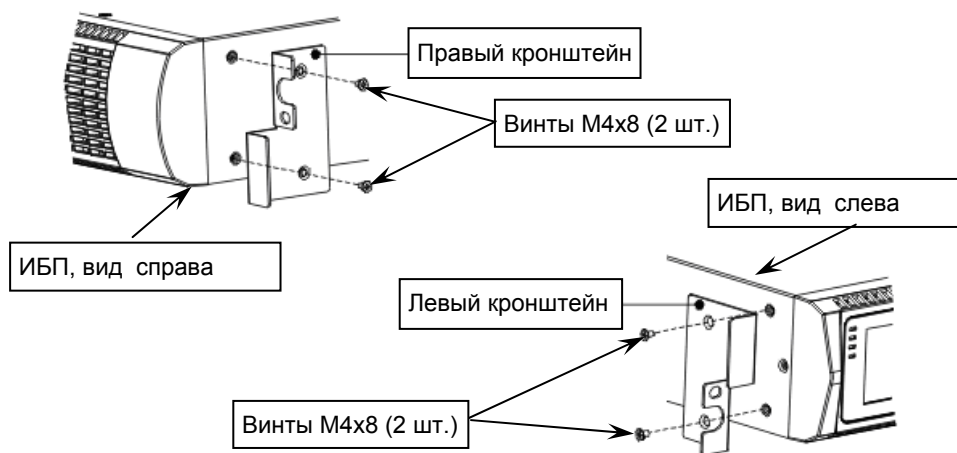 Правый кронштейн
Винты М4х8 (2 шт.)
ИБП, вид слева
ИБП, вид справа
Левый кронштейн
Винты М4х8 (2 шт.)